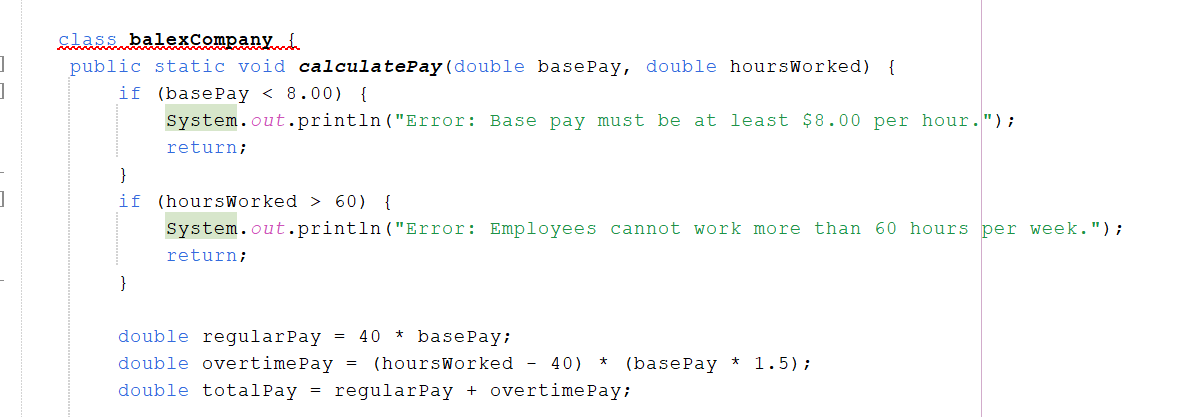 class balexCompany {
public static void calculatePay(double basePay, double hoursWorked) {
if (basePay < 8.00) {
System.out.println("Error: Base pay must be at least $8.00 per hour.");
return;
}
if (hoursWorked > 60) {
System.out.println("Error: Employees cannot work more than 60 hours per week.");
return;
}
double regularPay = 40 * basePay;
double overtimePay = (hoursWorked - 40) * (basePay * 1.5);
double totalPay = regularPay + overtimePay;